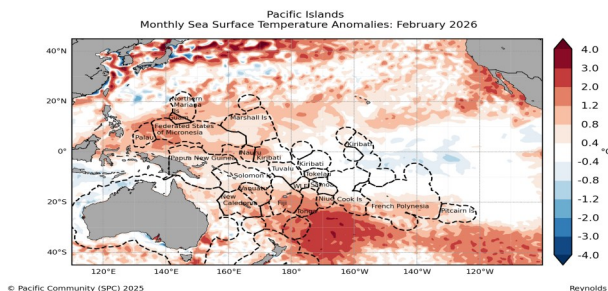 Pacific Islands
Monthly Sea Surface Temperature Anomalies: February 2026
40°N
20°N
0°
20°S
40°S
120°E
140°E
160°E
180°
160°W
140°W
120°W
Northern
Mariana
Is
Guam
Marshall Is
Federated States
of Micronesia
Palau
Nauru
Kiribati
Kiribati
Kiribati
Papua New Guinea
Tuvalu
Solomon
Tokelau
Vanuatu
Samoa
New
Caledonia
Fiji
Tonga
Niue
Cook Is
French Polynesia
Pitcairn Is
4.0
3.0
2.0
1.2
0.8
0.4
-0.4
-0.8
-1.2
-2.0
-3.0
-4.0
© Pacific Community (SPC) 2025
Reynolds